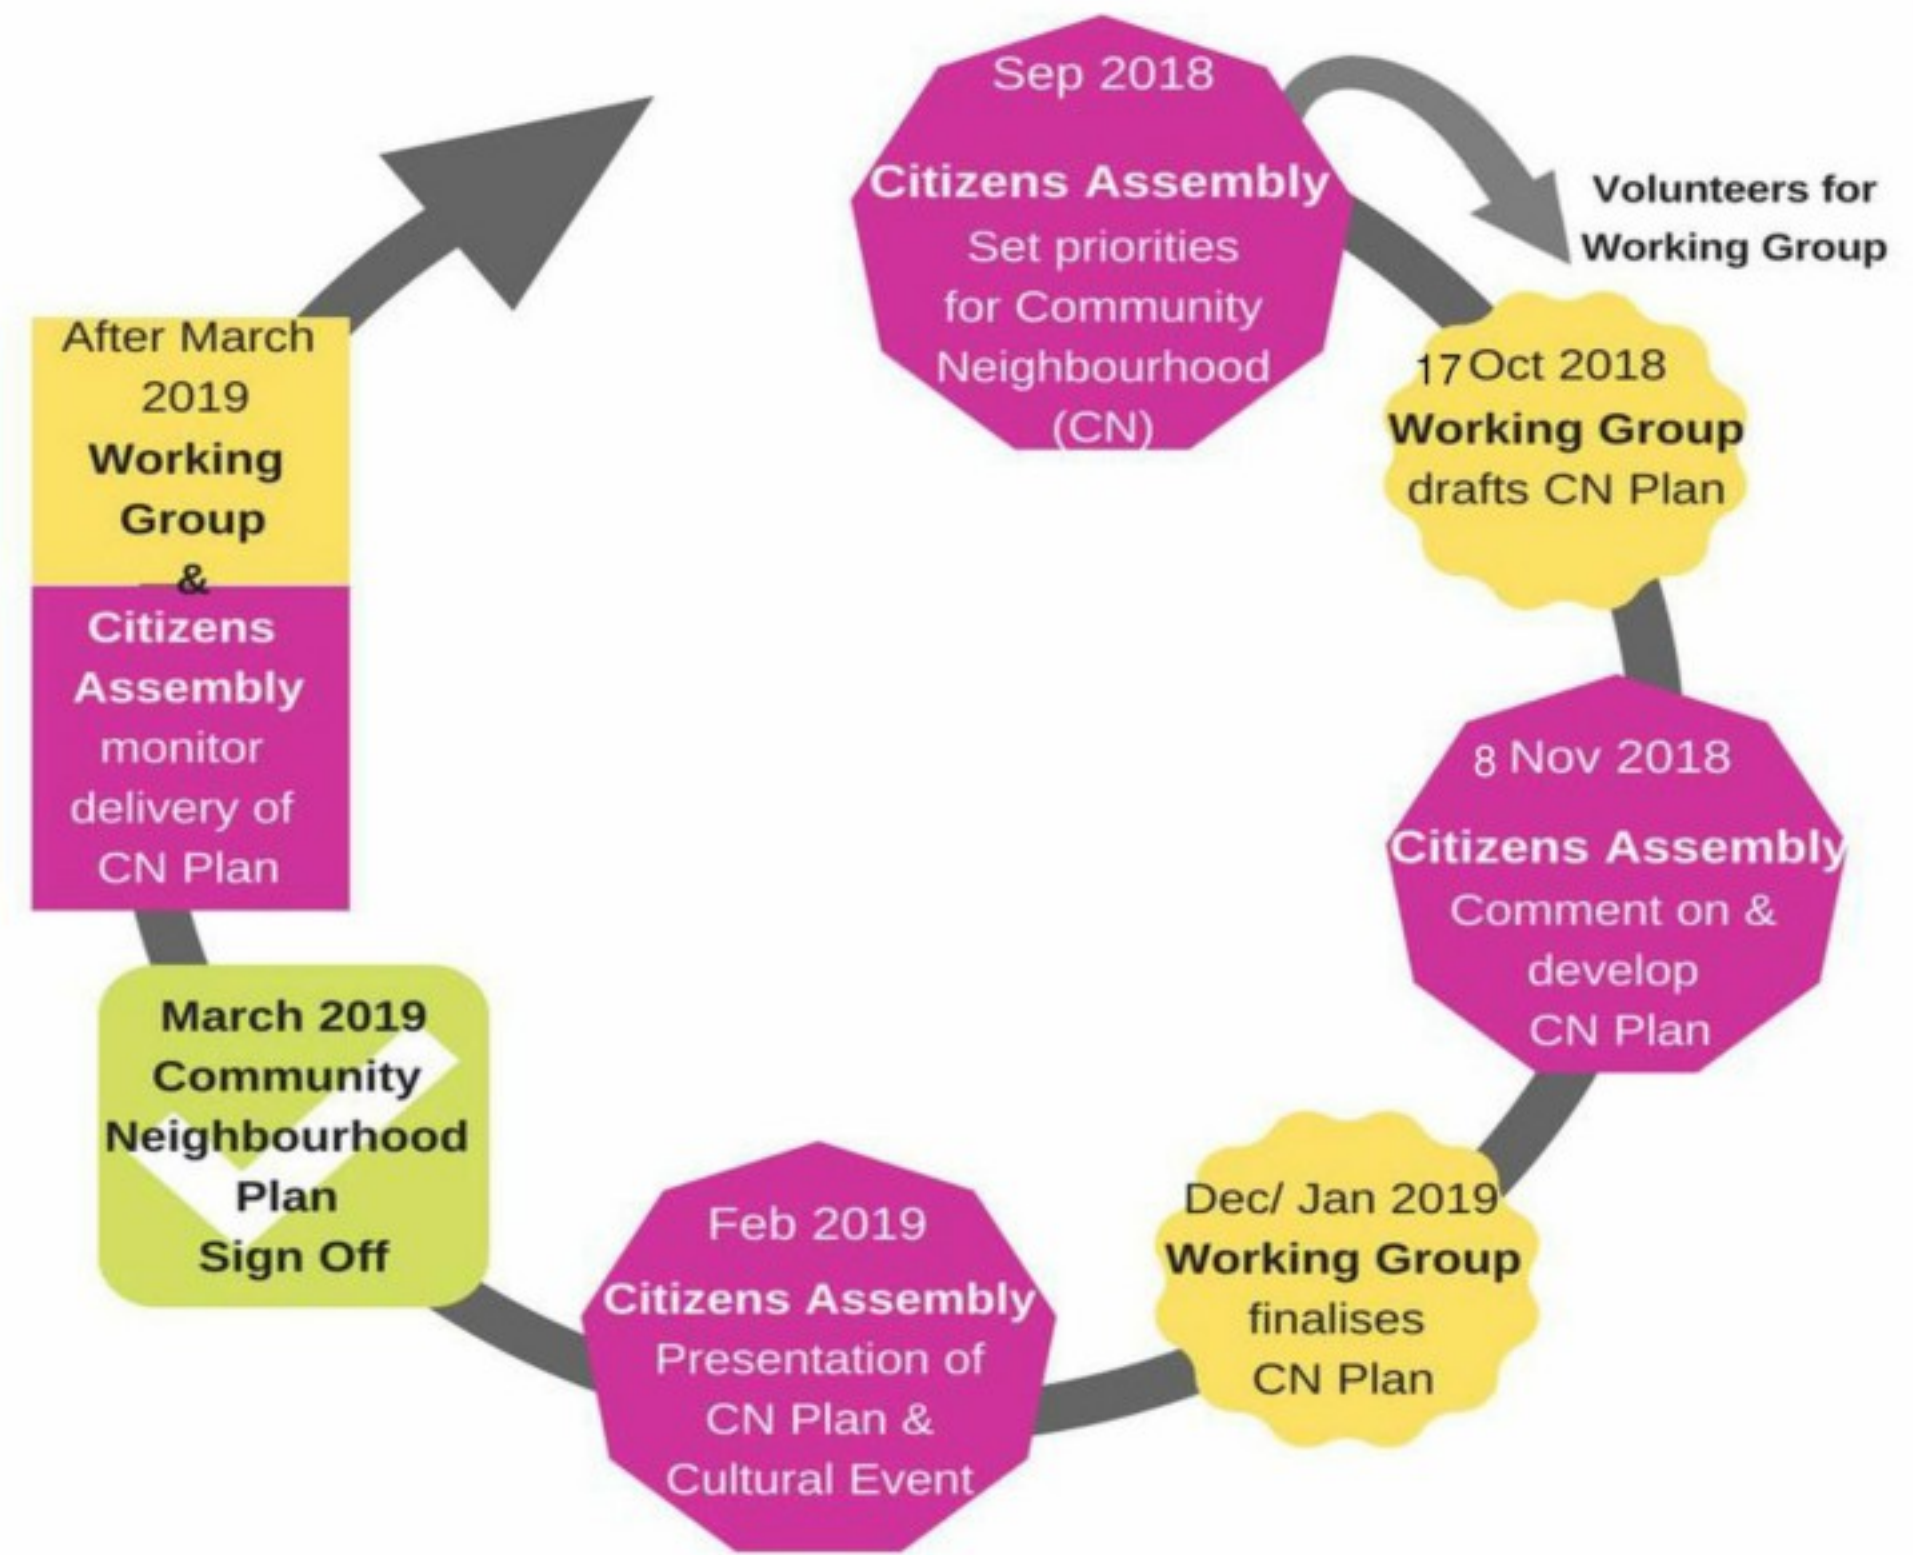 Sep 2018
Citizens Assembly
Set priorities
for Community
Neighbourhood
(CN)
Volunteers for
Working Group
17 Oct 2018
Working Group
drafts CN Plan
8 Nov 2018
Citizens Assembly
Comment on &
develop
CN Plan
Dec/ Jan 2019
Working Group
finalises
CN Plan
Feb 2019
Citizens Assembly
Presentation of
CN Plan &
Cultural Event
March 2019
Community
Neighbourhood
Plan
Sign Off
After March
2019
Working
Group
&
Citizens
Assembly
monitor
delivery of
CN Plan